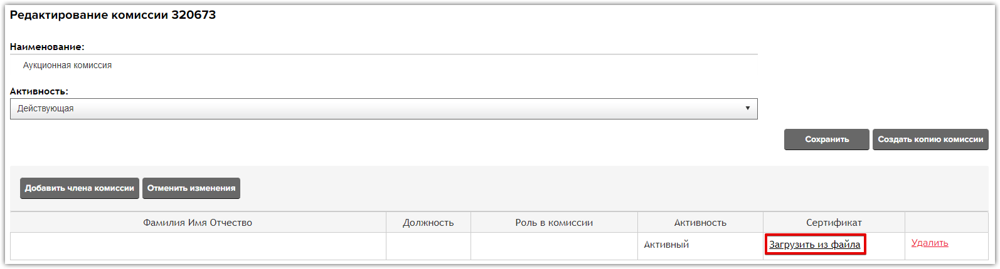 Редактирование комиссии 320673
Наименование:
Аукционная комиссия
Активность:
Действующая
Сохранить Создать копию комиссии
Добавить члена комиссии Отменить изменения
Фамилия Имя Отчество Должность Роль в комиссии Активность Сертификат
Активный Загрузить из файла Удалить